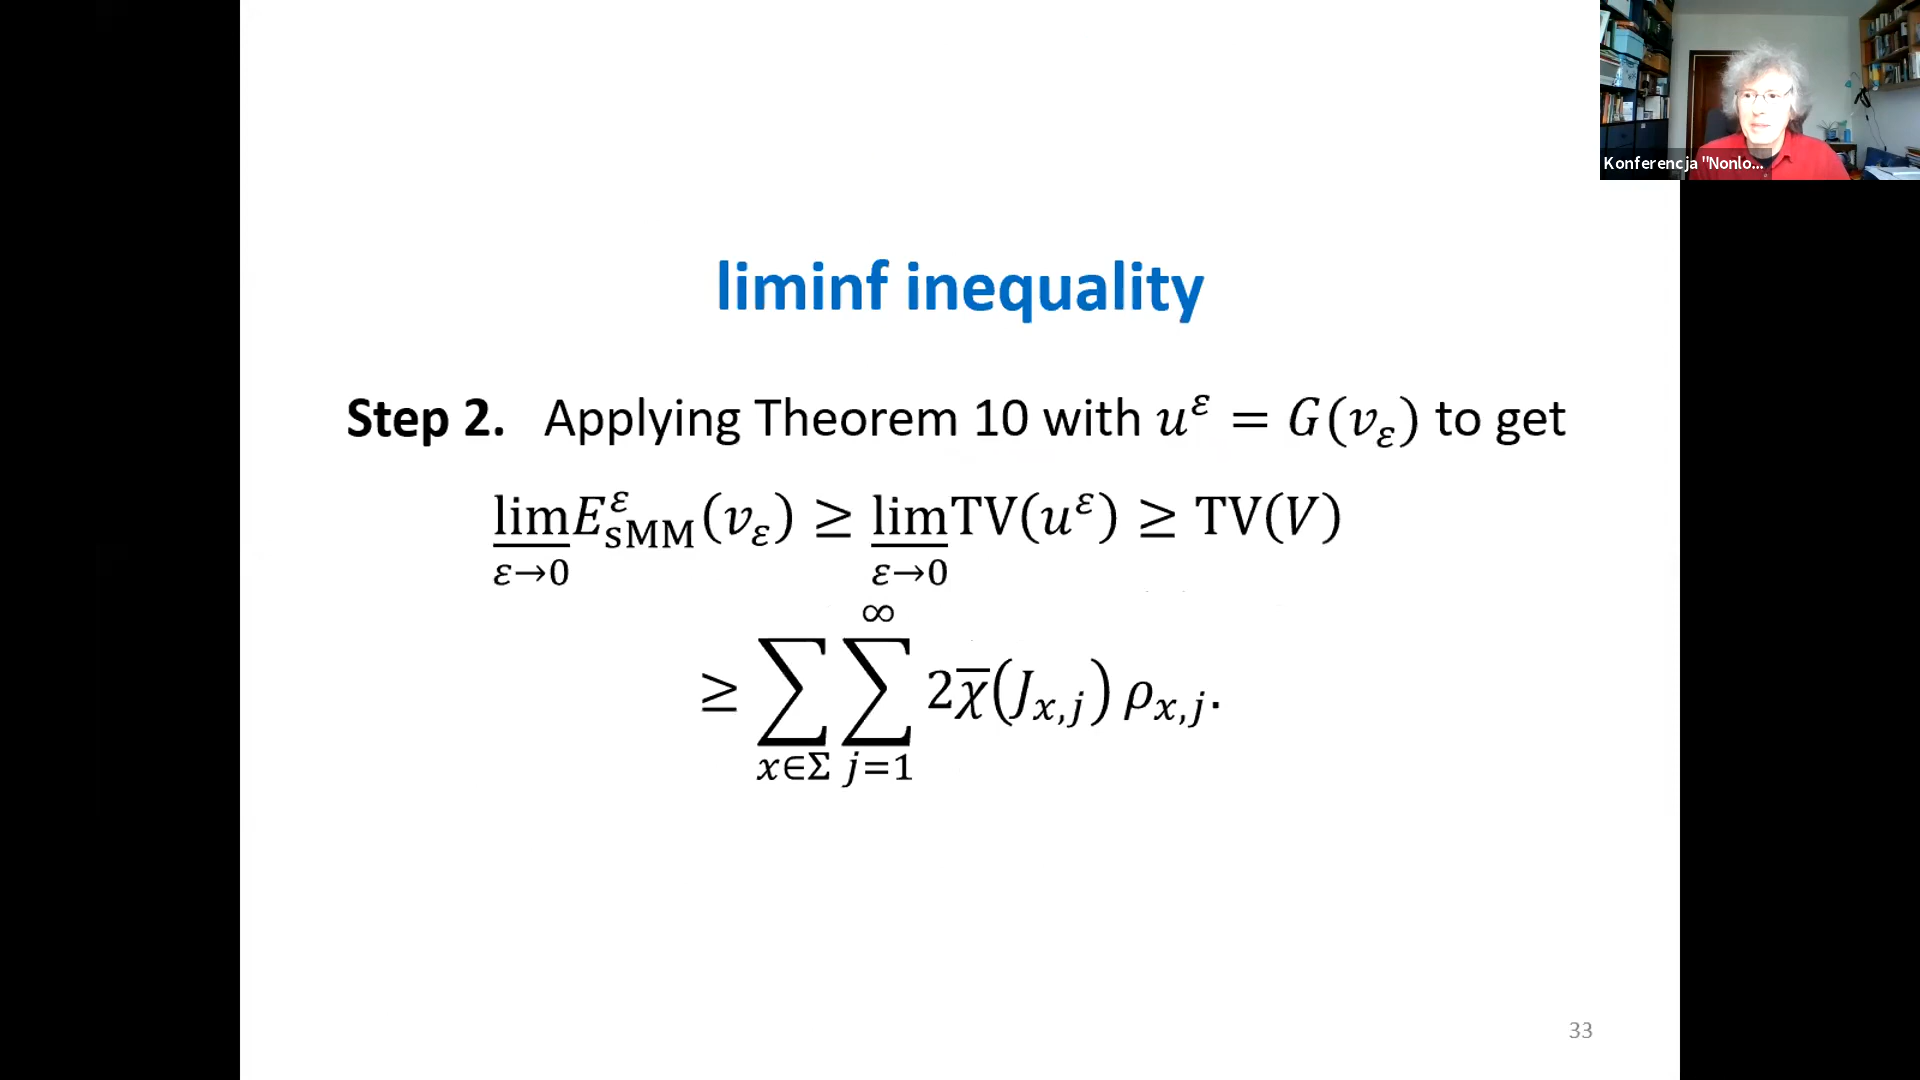 Konferencja "Nonlo...
liminf inequality
Step 2. Applying Theorem 10 with u^ε = G(v_ε) to get
lim_{ε→0} E^ε_{sMM}(v_ε) ≥ lim_{ε→0} TV(u^ε) ≥ TV(V)
≥ ∑_{x∈Σ} ∑_{j=1}^{∞} 2χ̅(J_{x,j}) ρ_{x,j}.
33